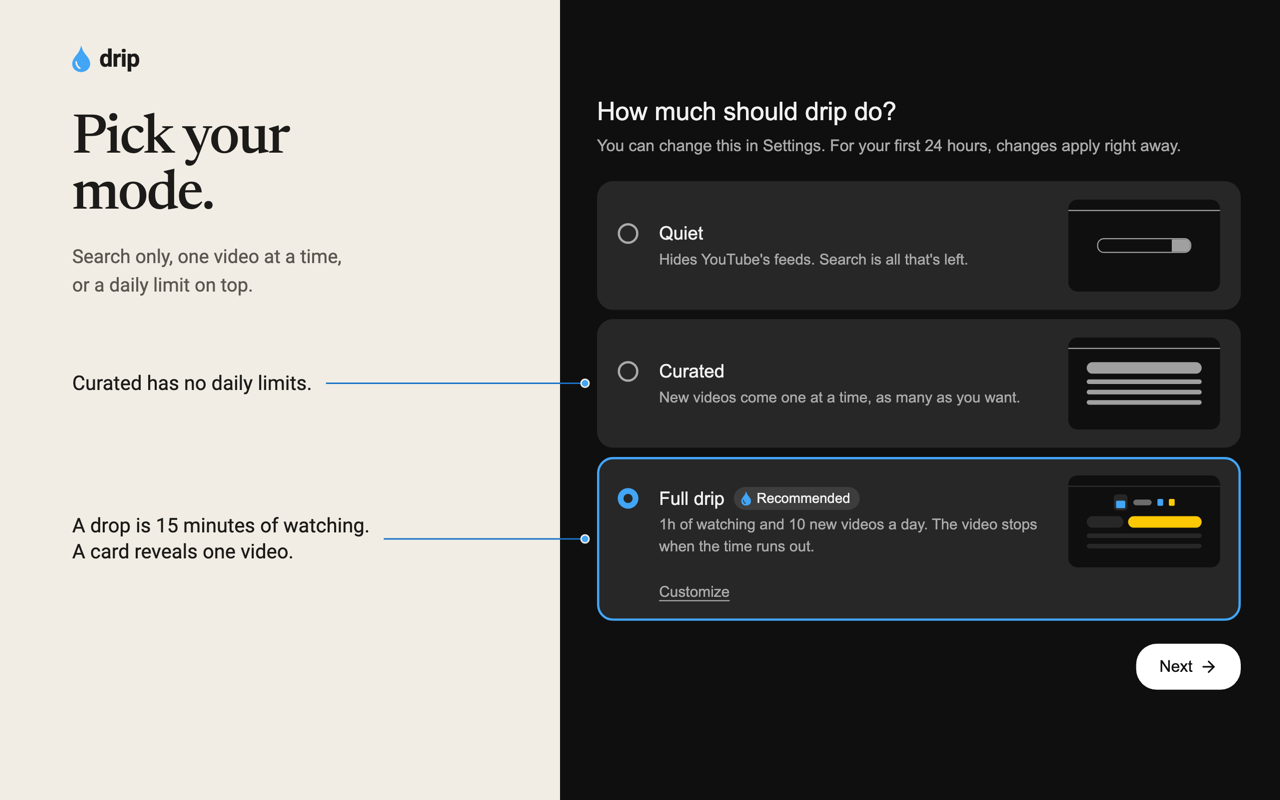 drip
Pick your
mode.
Search only, one video at a time,
or a daily limit on top.
Curated has no daily limits.
A drop is 15 minutes of watching.
A card reveals one video.
How much should drip do?
You can change this in Settings. For your first 24 hours, changes apply right away.
Quiet
Hides YouTube's feeds. Search is all that's left.
Curated
New videos come one at a time, as many as you want.
Full drip
Recommended
1h of watching and 10 new videos a day. The video stops
when the time runs out.
Customize
Next